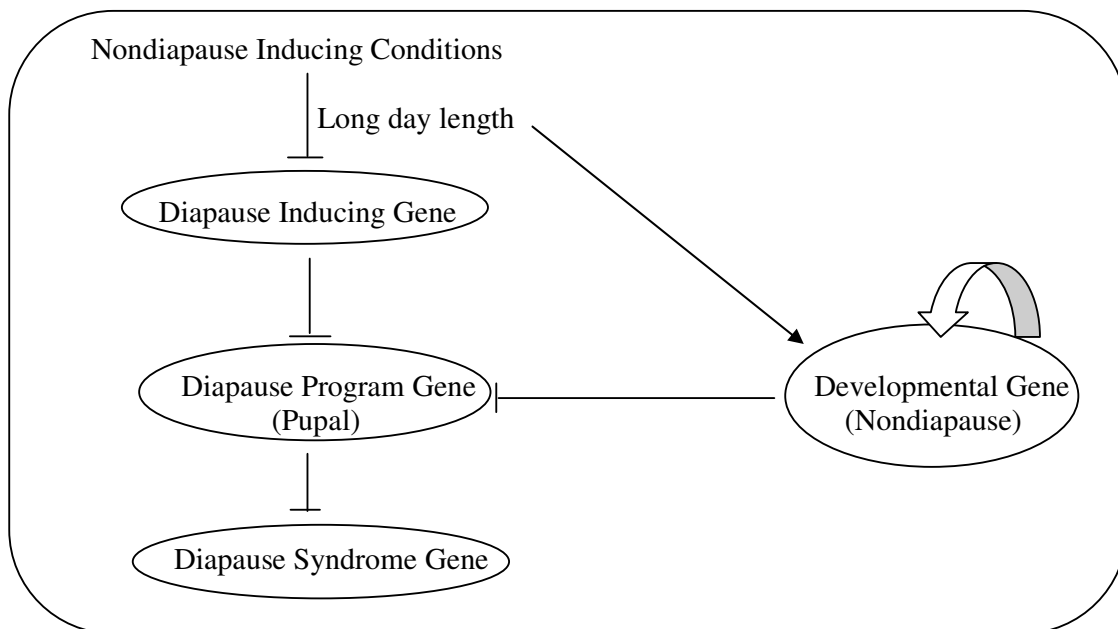 Nondiapause Inducing Conditions
Long day length
Diapause Inducing Gene
Diapause Program Gene
(Pupal)
Developmental Gene
(Nondiapause)
Diapause Syndrome Gene